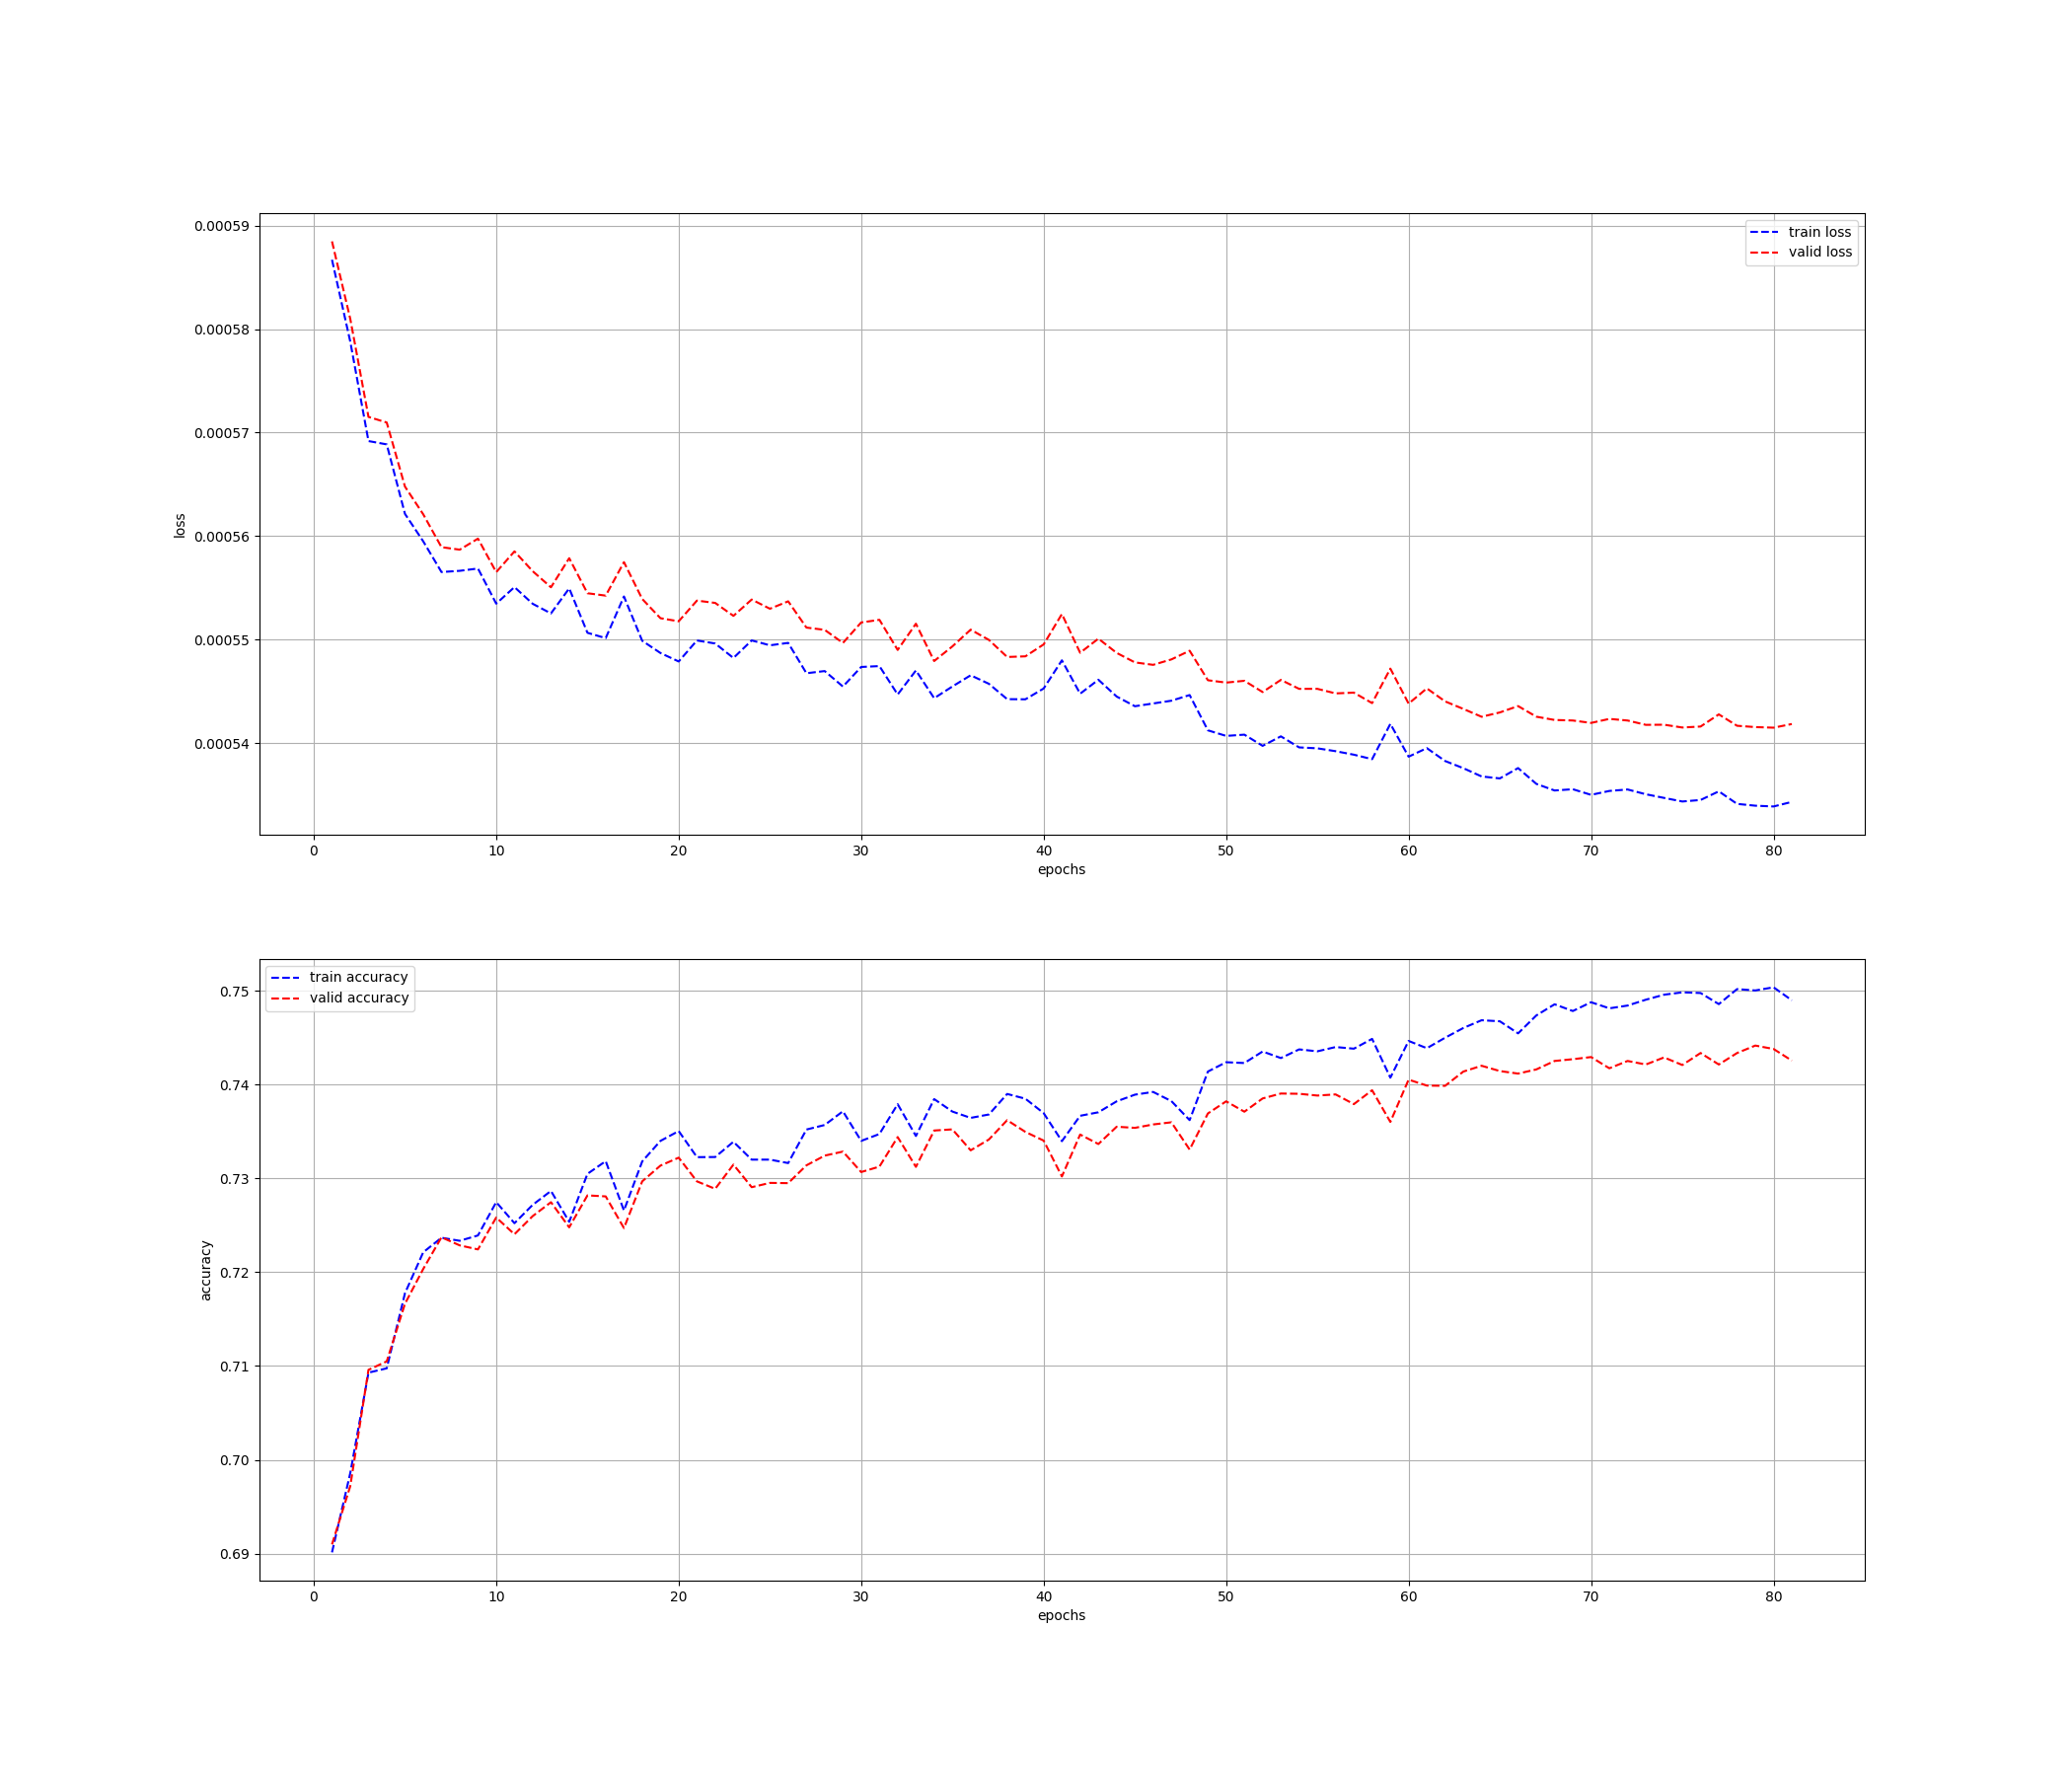 0.00059
0.00058
0.00057
0.00056
0.00055
0.00054
loss
train loss
valid loss
0 10 20 30 40 50 60 70 80
epochs
train accuracy
valid accuracy
0.75
0.74
0.73
0.72
0.71
0.70
0.69
accuracy
0 10 20 30 40 50 60 70 80
epochs